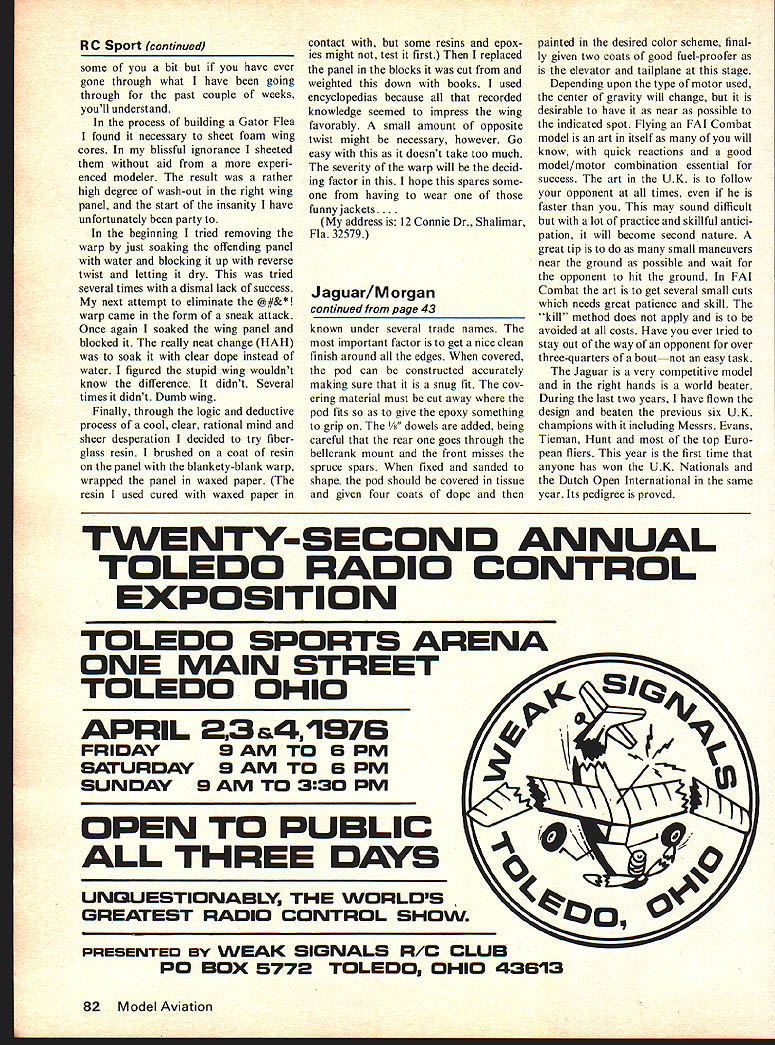 RC Sport (continued)
some of you a bit but if you have ever
gone through what I have been going
through for the past couple of weeks,
you'll understand.
In the process of building a Gator Flea
I found it necessary to sheet foam wing
cores. In my blissful ignorance I sheeted
them without aid from a more experi-
enced modeler. The result was a rather
high degree of wash-out in the right wing
panel, and the start of the insanity I have
unfortunately been party to.
In the beginning I tried removing the
warp by just soaking the offending panel
with water and blocking it up with reverse
twist and letting it dry. This was tried
several times with a dismal lack of success.
My next attempt to eliminate the @#&*!
warp came in the form of a sneak attack.
Once again I soaked the wing panel and
blocked it. The really neat change (HAH)
was to soak it with clear dope instead of
water. I figured the stupid wing wouldn't
know the difference. It didn't. Several
times it didn't. Dumb wing.
Finally, through the logic and deductive
process of a cool, clear, rational mind and
sheer desperation I decided to try fiber-
glass resin. I brushed on a coat of resin
on the panel with the blankety-blank warp,
wrapped the panel in waxed paper. (The
resin I used cured with waxed paper in
contact with, but some resins and epox-
ies might not, test it first.) Then I replaced
the panel in the blocks it was cut from and
weighted this down with books. I used
encyclopedias because all that recorded
knowledge seemed to impress the wing
favorably. A small amount of opposite
twist might be necessary, however. Go
easy with this as it doesn't take too much.
The severity of the warp will be the decid-
ing factor in this. I hope this spares some-
one from having to wear one of those
funny jackets . . . .
(My address is: 12 Connie Dr., Shalimar,
Fla. 32579.)
Jaguar/Morgan
continued from page 43
known under several trade names. The
most important factor is to get a nice clean
finish around all the edges. When covered,
the pod can be constructed accurately
making sure that it is a snug fit. The cov-
ering material must be cut away where the
pod fits so as to give the epoxy something
to grip on. The ⅛" dowels are added, being
careful that the rear one goes through the
bellcrank mount and the front misses the
spruce spars. When fixed and sanded to
shape, the pod should be covered in tissue
and given four coats of dope and then
painted in the desired color scheme, final-
ly given two coats of good fuel-proofer as
is the elevator and tailplane at this stage.
Depending upon the type of motor used,
the center of gravity will change, but it is
desirable to have it as near as possible to
the indicated spot. Flying an FAI Combat
model is an art in itself as many of you will
know, with quick reactions and a good
model/motor combination essential for
success. The art in the U.K. is to follow
your opponent at all times, even if he is
faster than you. This may sound difficult
but with a lot of practice and skillful antici-
pation, it will become second nature. A
great tip is to do as many small maneuvers
near the ground as possible and wait for
the opponent to hit the ground. In FAI
Combat the art is to get several small cuts
which needs great patience and skill. The
"kill" method does not apply and is to be
avoided at all costs. Have you ever tried to
stay out of the way of an opponent for over
three-quarters of a bout—not an easy task.
The Jaguar is a very competitive model
and in the right hands is a world beater.
During the last two years, I have flown the
design and beaten the previous six U.K.
champions with it including Messrs. Evans,
Tieman, Hunt and most of the top Euro-
pean fliers. This year is the first time that
anyone has won the U.K. Nationals and
the Dutch Open International in the same
year. Its pedigree is proved.
TWENTY-SECOND ANNUAL
TOLEDO RADIO CONTROL
EXPOSITION
TOLEDO SPORTS ARENA
ONE MAIN STREET
TOLEDO OHIO
APRIL 2,3 & 4, 1976
FRIDAY 9 AM TO 6 PM
SATURDAY 9 AM TO 6 PM
SUNDAY 9 AM TO 3:30 PM
OPEN TO PUBLIC
ALL THREE DAYS
UNQUESTIONABLY, THE WORLD'S
GREATEST RADIO CONTROL SHOW.
PRESENTED BY WEAK SIGNALS R/C CLUB
PO BOX 5772 TOLEDO, OHIO 43613
WEAK SIGNALS
TOLEDO, OHIO
82 Model Aviation